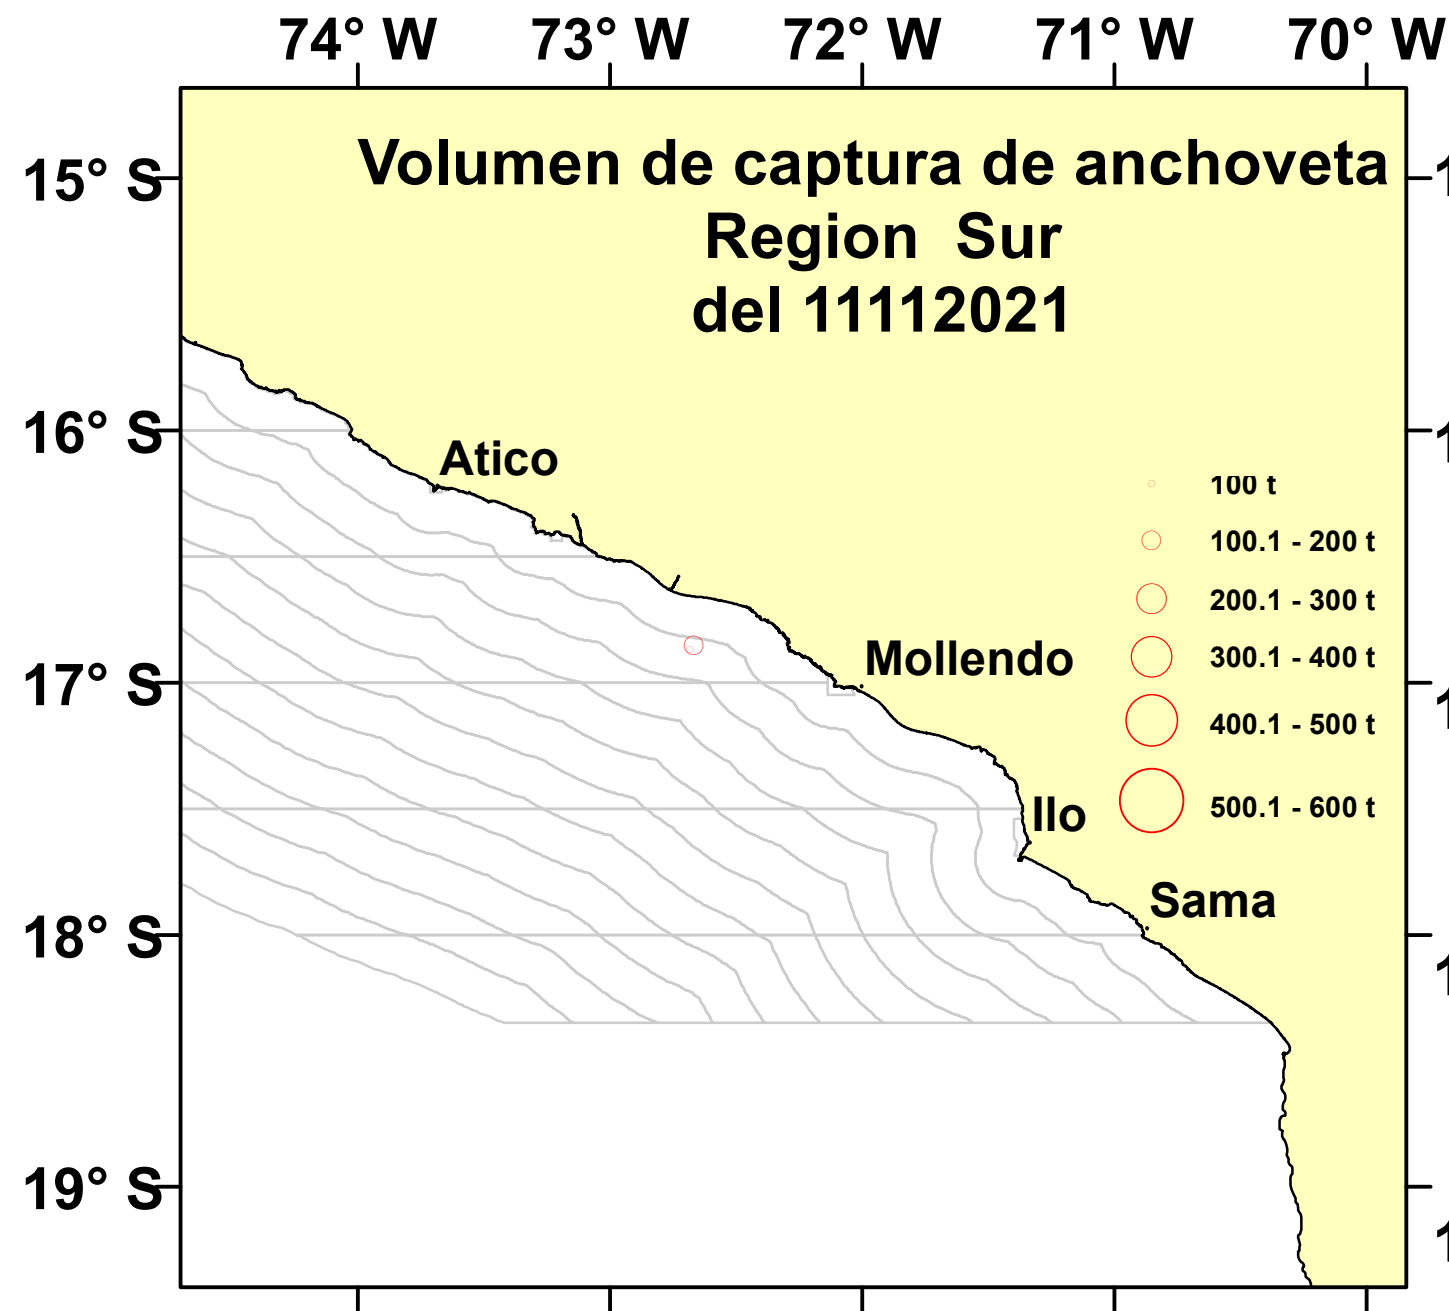 74° W 73° W 72° W 71° W 70° W
Volumen de captura de anchoveta
Region Sur
del 11112021
15° S
16° S
17° S
18° S
19° S
Atico
Mollendo
Ilo
Sama
100 t
100.1 - 200 t
200.1 - 300 t
300.1 - 400 t
400.1 - 500 t
500.1 - 600 t